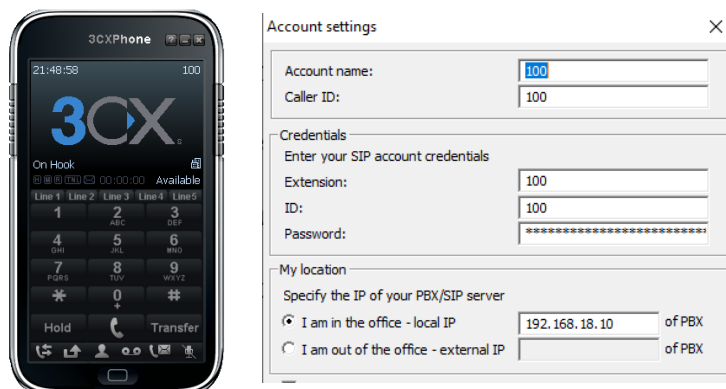 3CXPhone
21:48:58 100
3CX
On Hook
00:00:00 Available
Line 1 Line 2 Line 3 Line 4 Line5
1 2 3
ABC DEF
4 5 6
GHI JKL MNO
7 8 9
PQRS TUV WXYZ
* 0 #
+
Hold Transfer
Account settings
Account name: 100
Caller ID: 100
Credentials
Enter your SIP account credentials
Extension: 100
ID: 100
Password: *************************
My location
Specify the IP of your PBX/SIP server
I am in the office - local IP 192.168.18.10 of PBX
I am out of the office - external IP of PBX